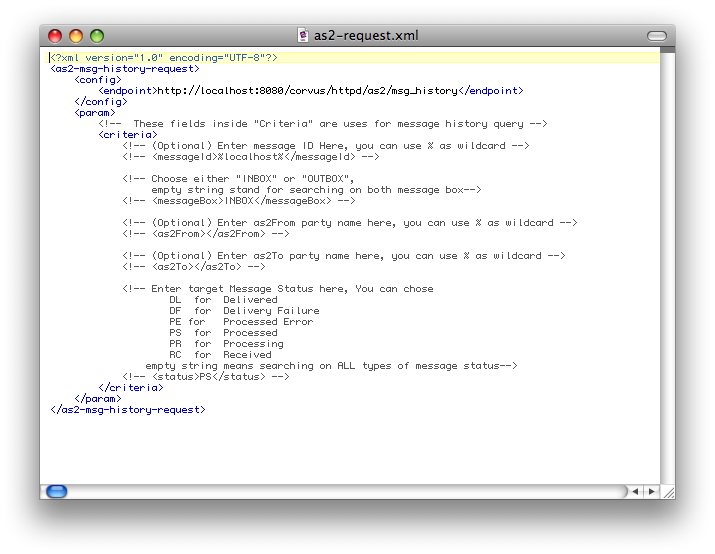 as2-request.xml
<?xml version="1.0" encoding="UTF-8"?>
<as2-msg-history-request>
<config>
<endpoint>http://localhost:8080/corvus/httpd/as2/msg_history</endpoint>
</config>
<param>
<!--  These fields inside "Criteria" are uses for message history query -->
<criteria>
<!-- (Optional) Enter message ID Here, you can use % as wildcard -->
<!-- <messageId>%localhost%</messageId> -->
<!-- Choose either "INBOX" or "OUTBOX",
empty string stand for searching on both message box-->
<!-- <messageBox>INBOX</messageBox> -->
<!-- (Optional) Enter as2From party name here, you can use % as wildcard -->
<!-- <as2From></as2From> -->
<!-- (Optional) Enter as2To party name here, you can use % as wildcard -->
<!-- <as2To></as2To> -->
<!-- Enter target Message Status here, You can chose
DL  for  Delivered
DF  for  Delivery Failure
PE for   Processed Error
PS  for  Processed
PR  for  Processing
RC  for  Received
empty string means searching on ALL types of message status-->
<!-- <status>PS</status> -->
</criteria>
</param>
</as2-msg-history-request>